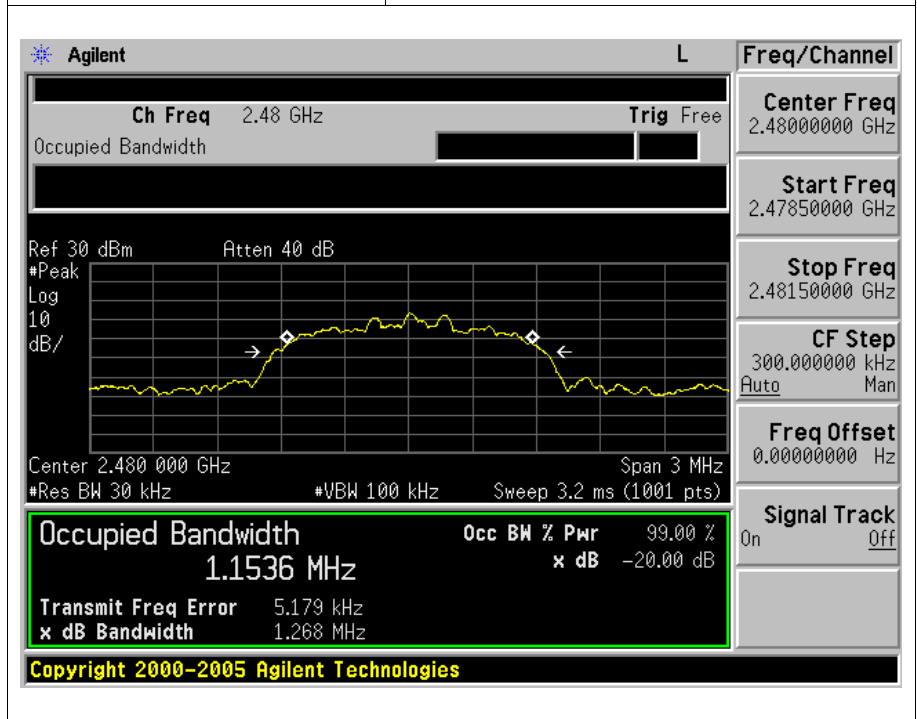 Agilent L Freq/Channel
Ch Freq 2.48 GHz Trig Free
Occupied Bandwidth
Center Freq
2.48000000 GHz
Start Freq
2.47850000 GHz
Stop Freq
2.48150000 GHz
CF Step
300.000000 kHz
Auto Man
Freq Offset
0.00000000 Hz
Signal Track
On Off
Ref 30 dBm Atten 40 dB
#Peak
Log
10
dB/
Center 2.480 000 GHz Span 3 MHz
#Res BW 30 kHz #VBW 100 kHz Sweep 3.2 ms (1001 pts)
Occupied Bandwidth Occ BW % Pwr 99.00 %
1.1536 MHz x dB -20.00 dB
Transmit Freq Error 5.179 kHz
x dB Bandwidth 1.268 MHz
Copyright 2000-2005 Agilent Technologies